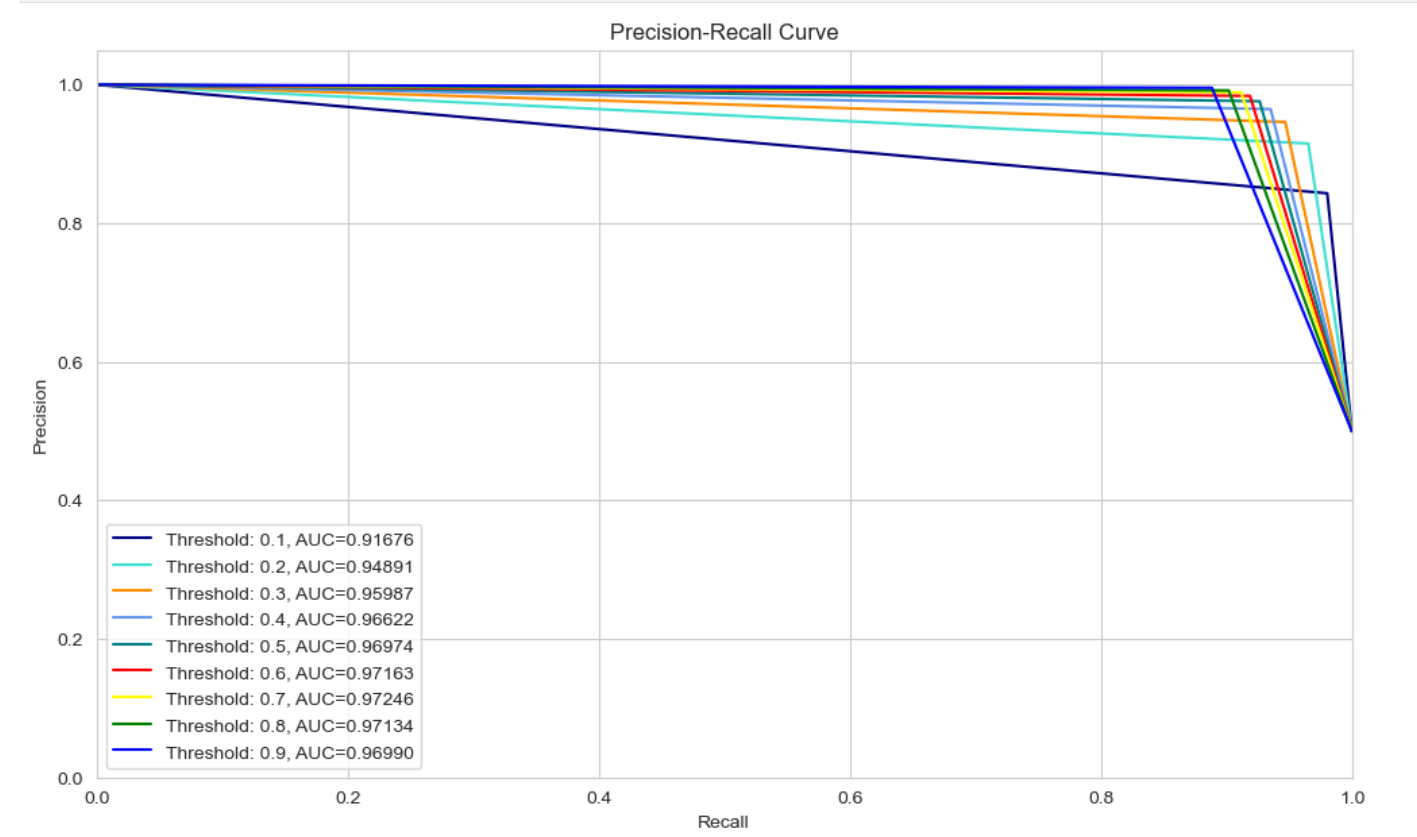 Precision-Recall Curve
1.0
0.8
0.6
0.4
0.2
0.0
Precision
Threshold: 0.1, AUC=0.91676
Threshold: 0.2, AUC=0.94891
Threshold: 0.3, AUC=0.95987
Threshold: 0.4, AUC=0.96622
Threshold: 0.5, AUC=0.96974
Threshold: 0.6, AUC=0.97163
Threshold: 0.7, AUC=0.97246
Threshold: 0.8, AUC=0.97134
Threshold: 0.9, AUC=0.96990
0.0 0.2 0.4 0.6 0.8 1.0
Recall